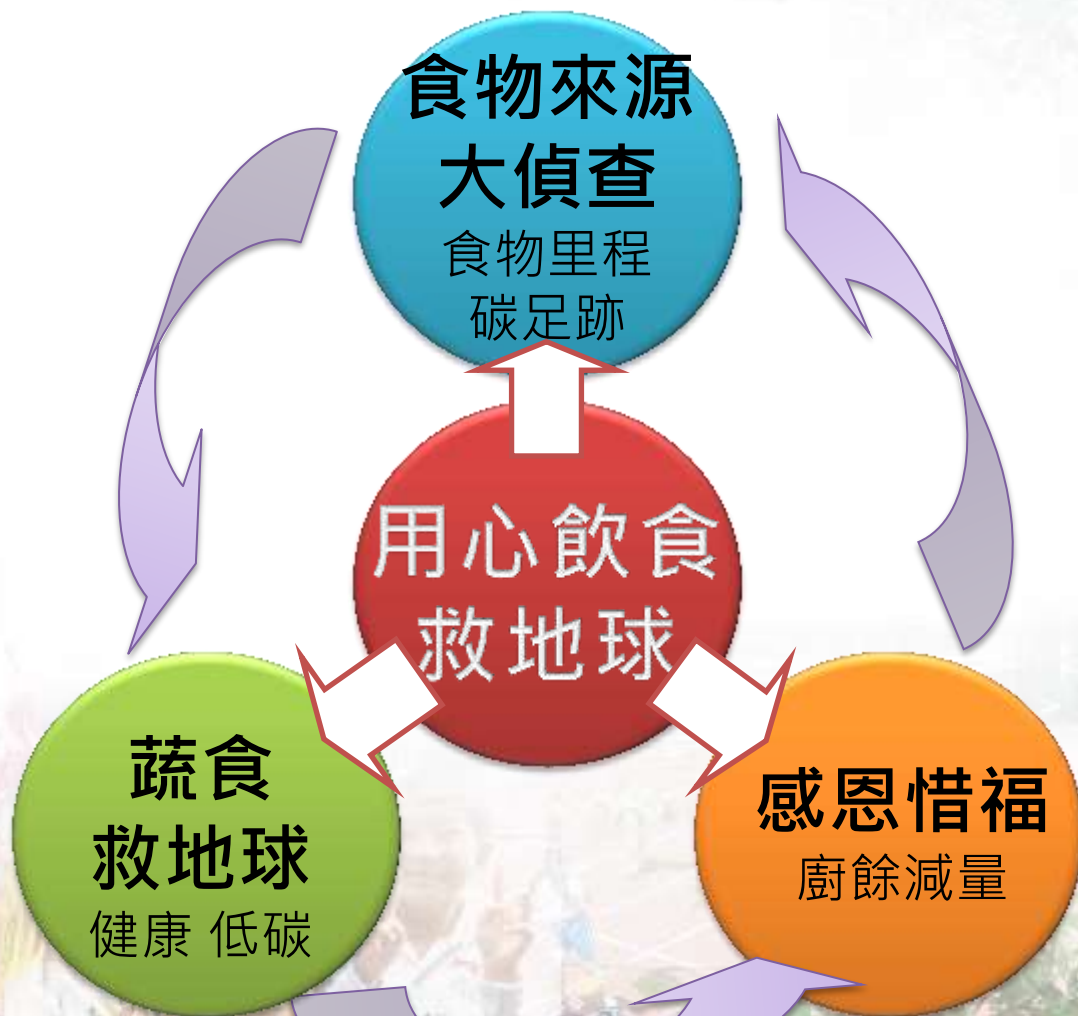 食物來源
大偵查
食物里程
碳足跡
用心飲食
救地球
蔬食
救地球
健康 低碳
感恩惜福
廚餘減量